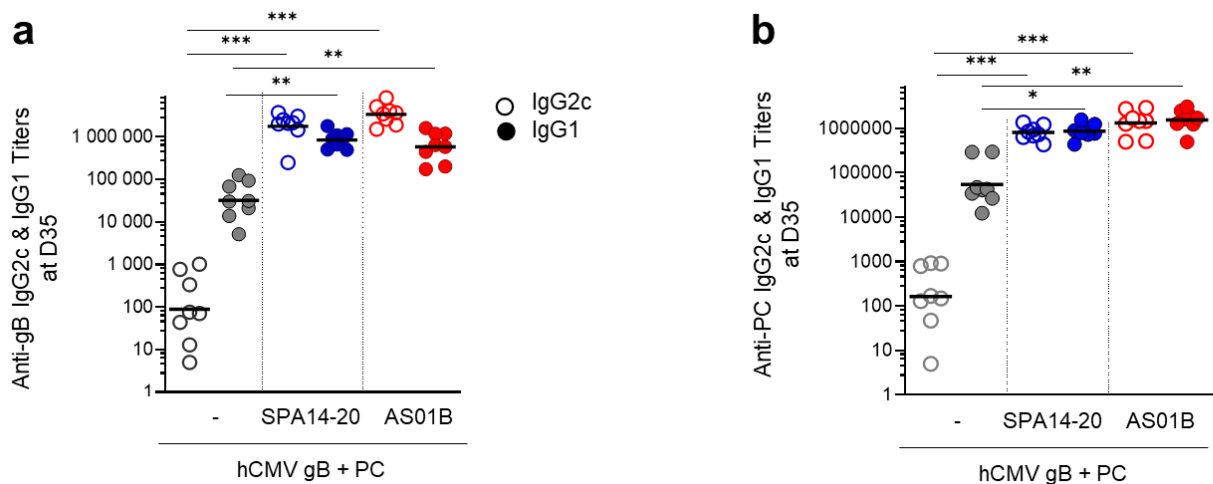 a
***
***
**
**
Anti-gB IgG2c & IgG1 Titers
at D35
1 000 000
100 000
10 000
1 000
100
10
1
IgG2c
IgG1
-
SPA14-20
AS01B
hCMV gB + PC
b
***
***
**
*
Anti-PC IgG2c & IgG1 Titers
at D35
1000000
100000
10000
1000
100
10
1
-
SPA14-20
AS01B
hCMV gB + PC